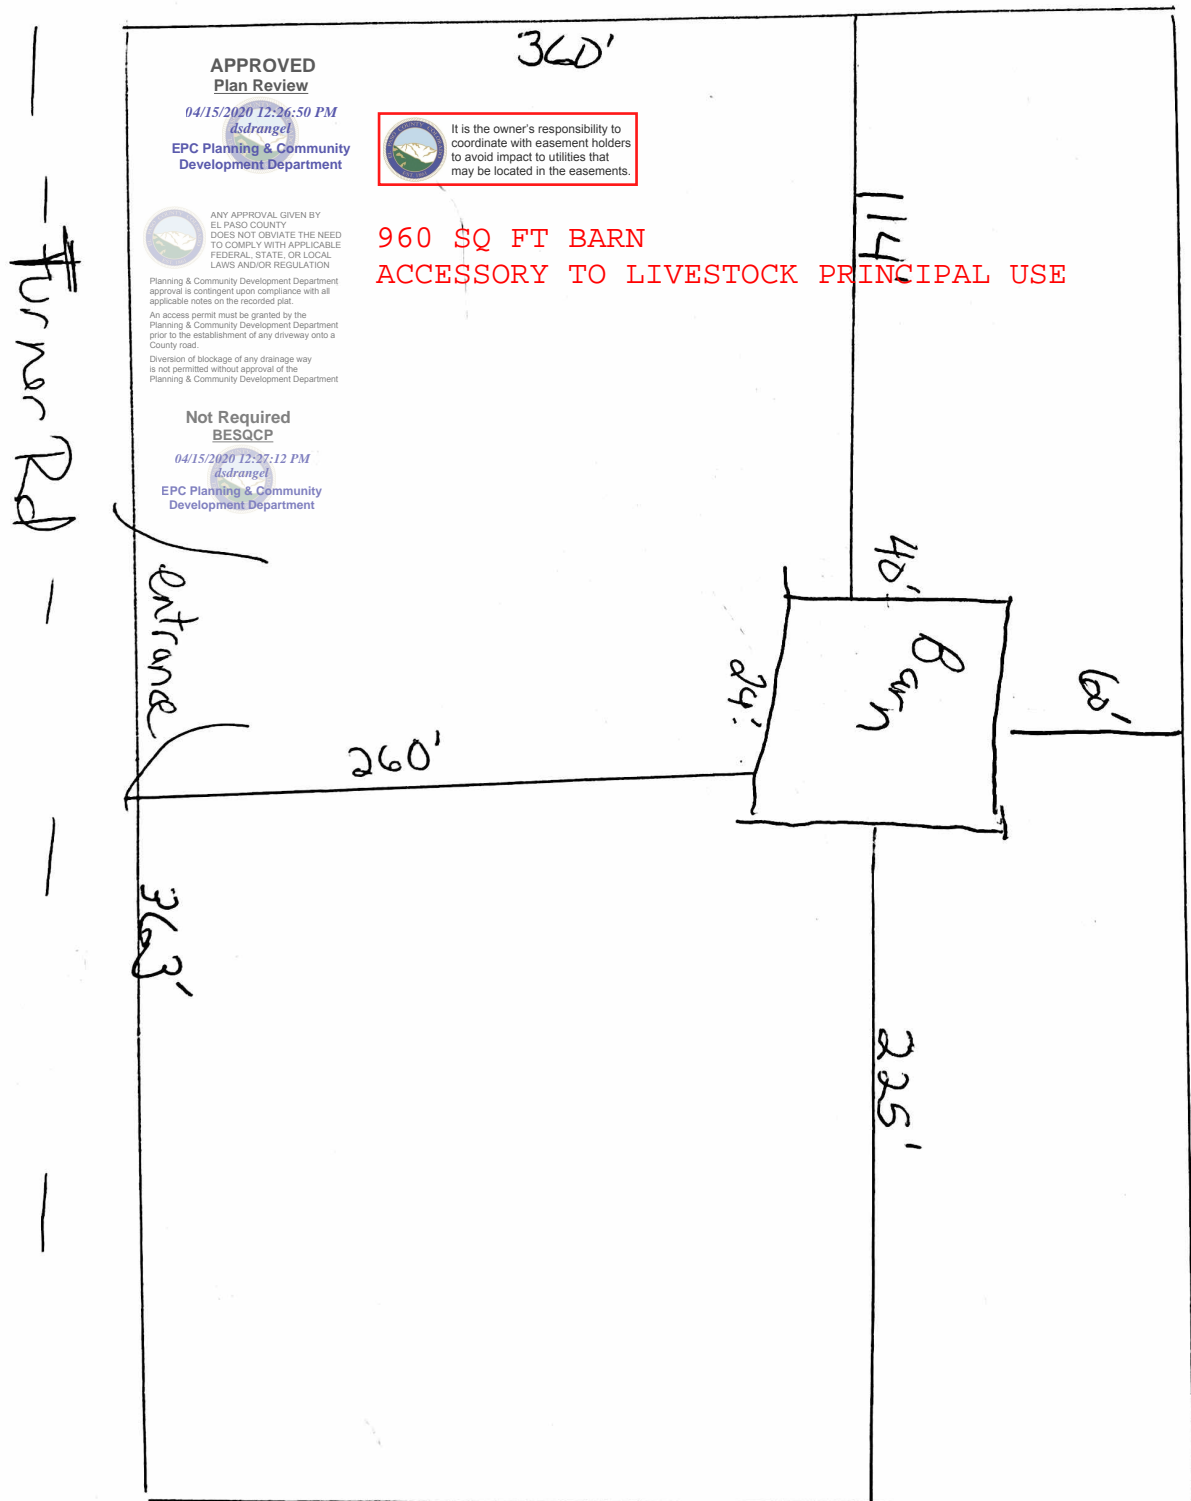 360'
APPROVED
Plan Review
04/15/2020 12:26:50 PM
dsdrangel
EPC Planning & Community
Development Department
It is the owner's responsibility to
coordinate with easement holders
to avoid impact to utilities that
may be located in the easements.
ANY APPROVAL GIVEN BY
EL PASO COUNTY
DOES NOT OBVIATE THE NEED
TO COMPLY WITH APPLICABLE
FEDERAL, STATE, OR LOCAL
LAWS AND/OR REGULATION
Planning & Community Development Department
approval is contingent upon compliance with all
applicable notes on the recorded plat.
An access permit must be granted by the
Planning & Community Development Department
prior to the establishment of any driveway onto a
County road.
Diversion of blockage of any drainage way
is not permitted without approval of the
Planning & Community Development Department
960 SQ FT BARN
ACCESSORY TO LIVESTOCK PRINCIPAL USE
114'
Turner Rd
Not Required
BESQCP
04/15/2020 12:27:12 PM
dsdrangel
EPC Planning & Community
Development Department
entrance
40'
Barn
24'
60'
260'
363'
225'